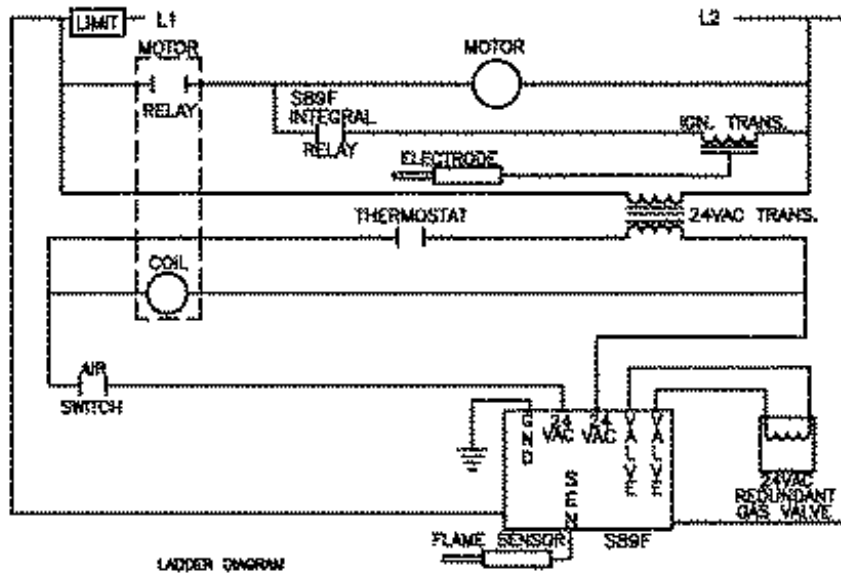 LIMIT
L1
L2
MOTOR
MOTOR
S89F
INTEGRAL
RELAY
RELAY
IGN. TRANS.
ELECTRODE
THERMOSTAT
24VAC TRANS.
COIL
AIR
SWITCH
GND
24
VAC
24
VAC
VALVE
VALVE
SEN
24VAC
REDUNDANT
GAS VALVE
FLAME SENSOR
S89F
LADDER DIAGRAM